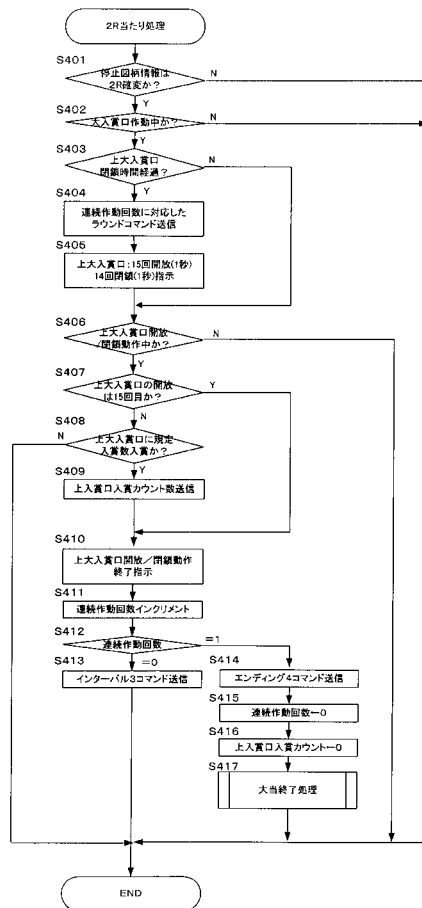 2R当たり処理
S401
停止図柄情報は
2R確変か?
N
Y
S402
大入賞口作動中か?
N
Y
S403
上大入賞口
閉鎖時間経過?
N
Y
S404
連続作動回数に対応した
ラウンドコマンド送信
S405
上大入賞口:15回開放(1秒)
14回閉鎖(1秒)指示
S406
上大入賞口開放
/閉鎖動作中か?
N
Y
S407
上大入賞口の開放
は15回目か?
Y
N
S408
N
上大入賞口に規定
入賞数入賞か?
Y
S409
上入賞口入賞カウント数送信
S410
上大入賞口開放/閉鎖動作
終了指示
S411
連続作動回数インクリメント
S412
連続作動回数
=1
=0
S413
インターバル3コマンド送信
S414
エンディング4コマンド送信
S415
連続作動回数←0
S416
上入賞口入賞カウント←0
S417
大当終了処理
END